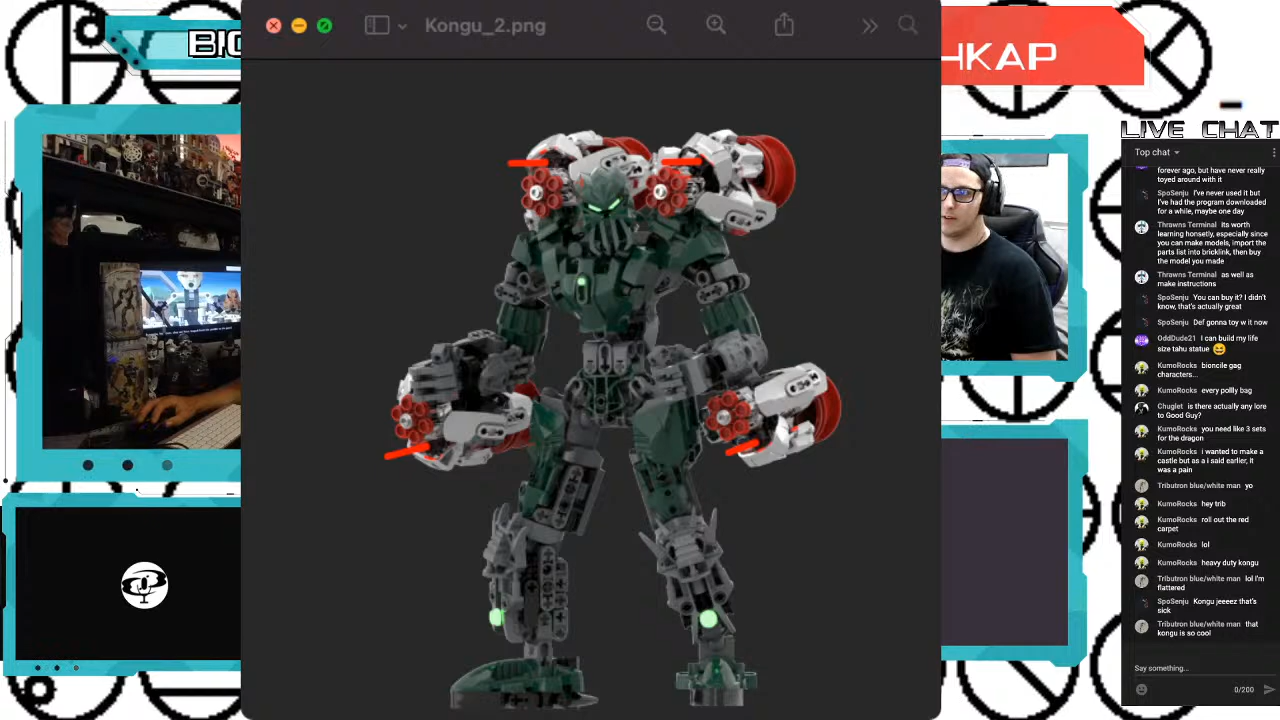 Kongu_2.png
BIO
HKAP
LIVE CHAT
Top chat
forever ago, but have never really
toyed around with it
SpoSenju I've never used it but
I've had the program downloaded
for a while, maybe one day
Thrawns Terminal its worth
learning honsetly, especially since
you can make models, import the
parts list into bricklink, then buy
the model you made
Thrawns Terminal as well as
make instructions
SpoSenju You can buy it? I didn't
know, that's actually great
SpoSenju Def gonna toy w it now
OddDude21 I can build my life
size tahu statue
KumoRocks bioncile gag
characters...
KumoRocks every pollly bag
Chuglet is there actually any lore
to Good Guy?
KumoRocks you need like 3 sets
for the dragon
KumoRocks i wanted to make a
castle but as a i said earlier, it
was a pain
Tributron blue/white man yo
KumoRocks hey trib
KumoRocks roll out the red
carpet
KumoRocks lol
KumoRocks heavy duty kongu
Tributron blue/white man lol I'm
flattered
SpoSenju Kongu jeeeez that's
sick
Tributron blue/white man that
kongu is so cool
Say something...
0/200